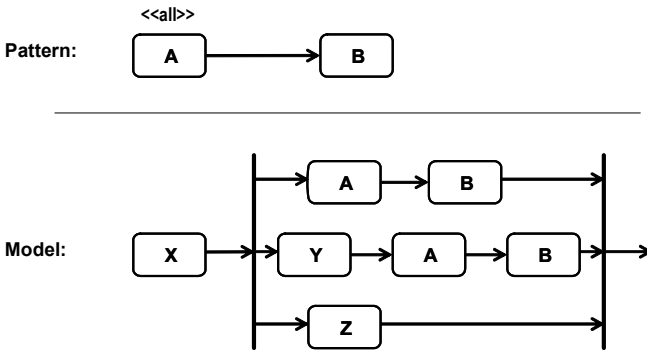 <<all>>
Pattern: A B
A B
Model: X Y A B
Z